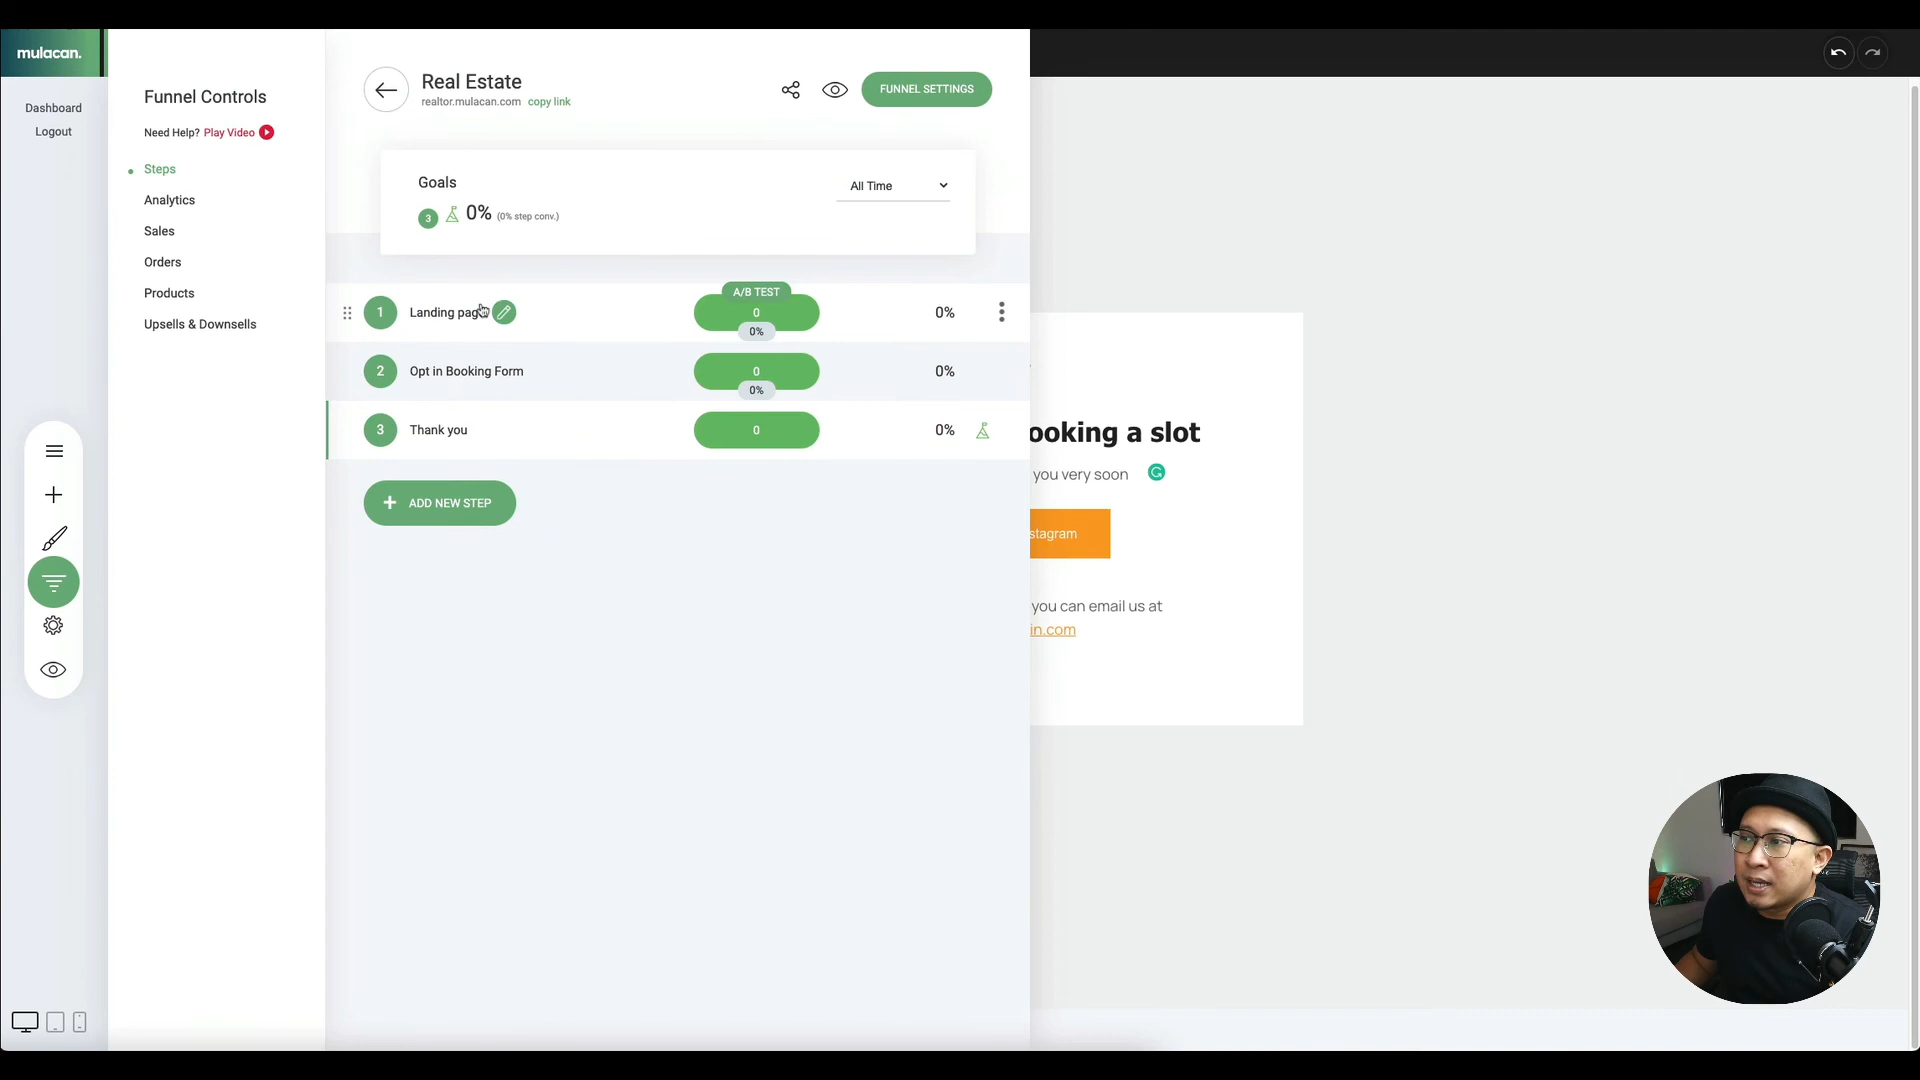 mulacan.
Dashboard
Logout
Funnel Controls
Need Help? Play Video
Steps
Analytics
Sales
Orders
Products
Upsells & Downsells
Real Estate
realtor.mulacan.com copy link
FUNNEL SETTINGS
Goals
All Time
3 0% (0% step conv.)
A/B TEST
1 Landing page 0 0%
0%
2 Opt in Booking Form 0 0%
0%
3 Thank you 0 0%
+ ADD NEW STEP
ooking a slot
you very soon
stagram
you can email us at
in.com